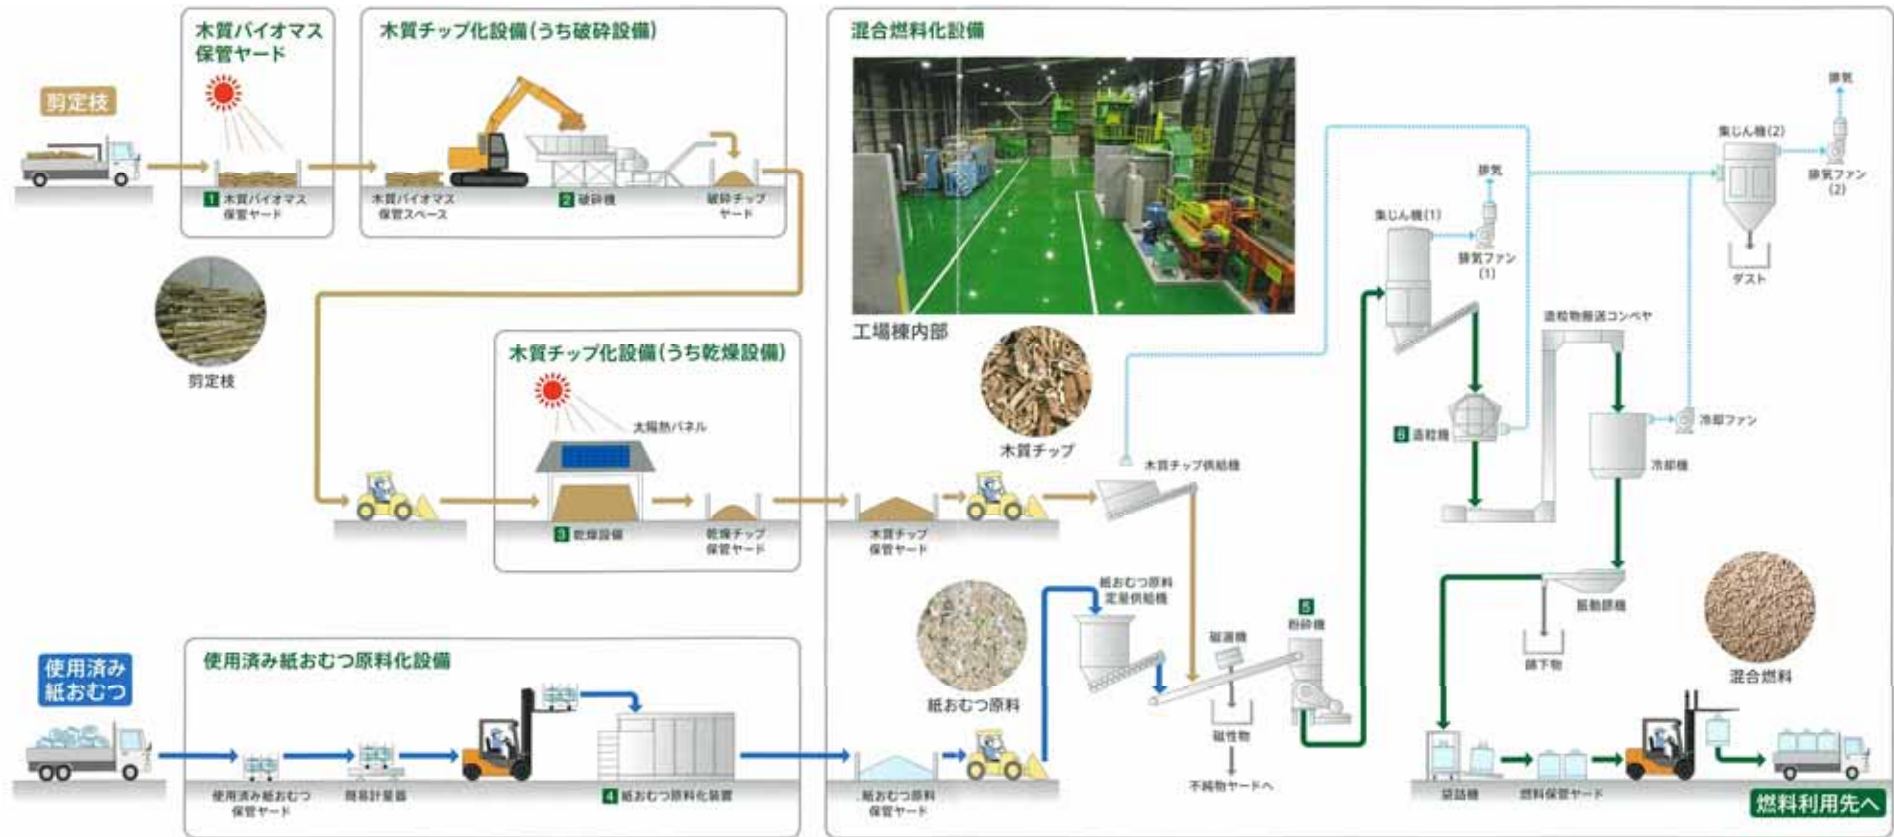 木質バイオマス
保管ヤード
剪定枝
1 木質バイオマス
保管ヤード
木質チップ化設備(うち破砕設備)
木質バイオマス
保管スペース
2 破砕機
破砕チップ
ヤード
剪定枝
木質チップ化設備(うち乾燥設備)
太陽熱パネル
3 乾燥設備
乾燥チップ
保管ヤード
使用済み
紙おむつ
使用済み紙おむつ原料化設備
使用済み紙おむつ
保管ヤード
簡易計量器
4 紙おむつ原料化装置
混合燃料化設備
工場棟内部
木質チップ
木質チップ
保管ヤード
木質チップ供給機
紙おむつ原料
紙おむつ原料
保管ヤード
紙おむつ原料
定量供給機
磁選機
磁性物
不純物ヤードへ
5
粉砕機
集じん機(1)
排気
排気ファン
(1)
6 造粒機
造粒物搬送コンベヤ
集じん機(2)
排気
排気ファン
(2)
ダスト
冷却ファン
冷却機
振動篩機
篩下物
混合燃料
袋詰機
燃料保管ヤード
燃料利用先へ